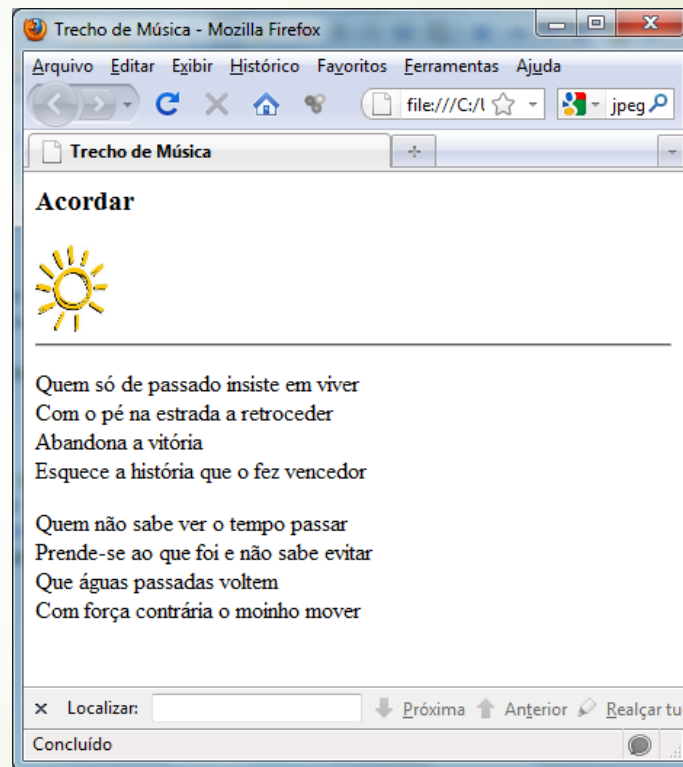 Trecho de Música - Mozilla Firefox
Arquivo Editar Exibir Histórico Favoritos Ferramentas Ajuda
file:///C:/l jpeg
Trecho de Música
Acordar
Quem só de passado insiste em viver
Com o pé na estrada a retroceder
Abandona a vitória
Esquece a história que o fez vencedor
Quem não sabe ver o tempo passar
Prende-se ao que foi e não sabe evitar
Que águas passadas voltem
Com força contrária o moinho mover
x Localizar: Próxima Anterior Realçar tu
Concluído